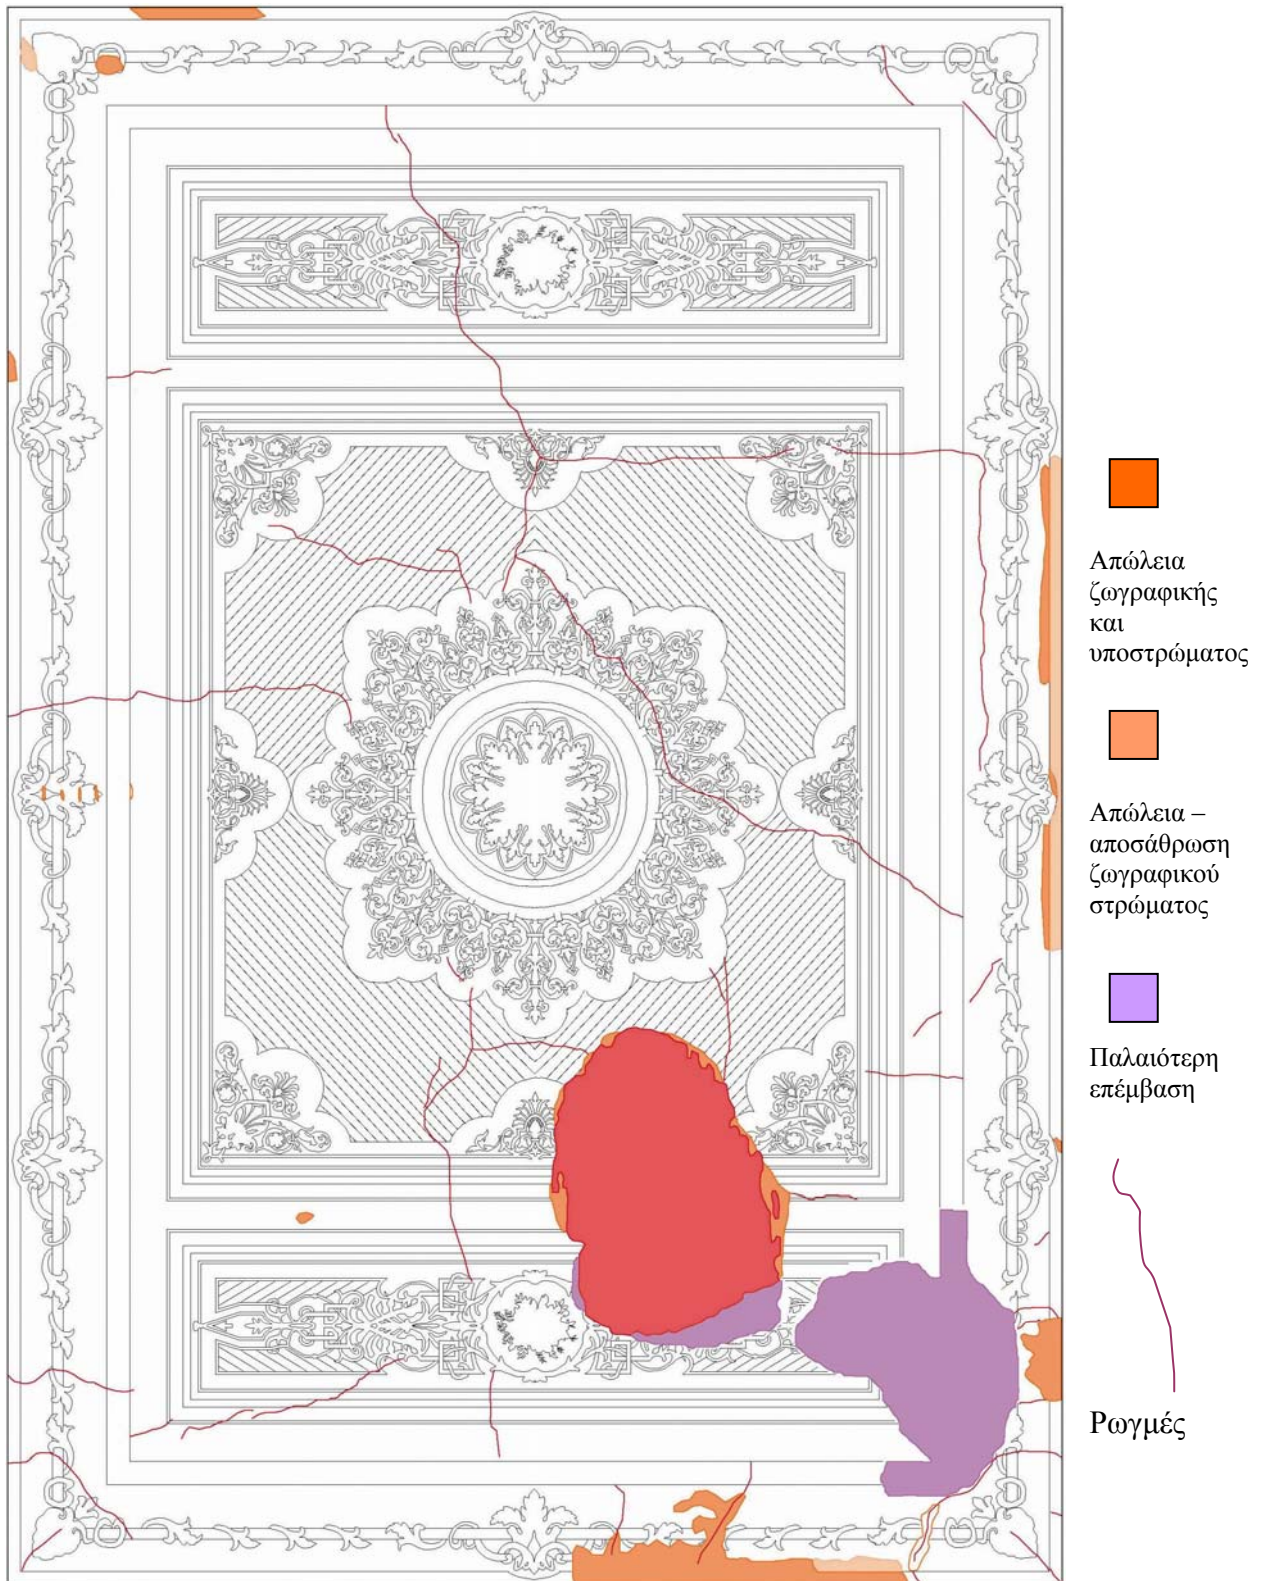 Απώλεια
ζωγραφικής
και
υποστρώματος
Απώλεια –
αποσάθρωση
ζωγραφικού
στρώματος
Παλαιότερη
επέμβαση
Ρωγμές